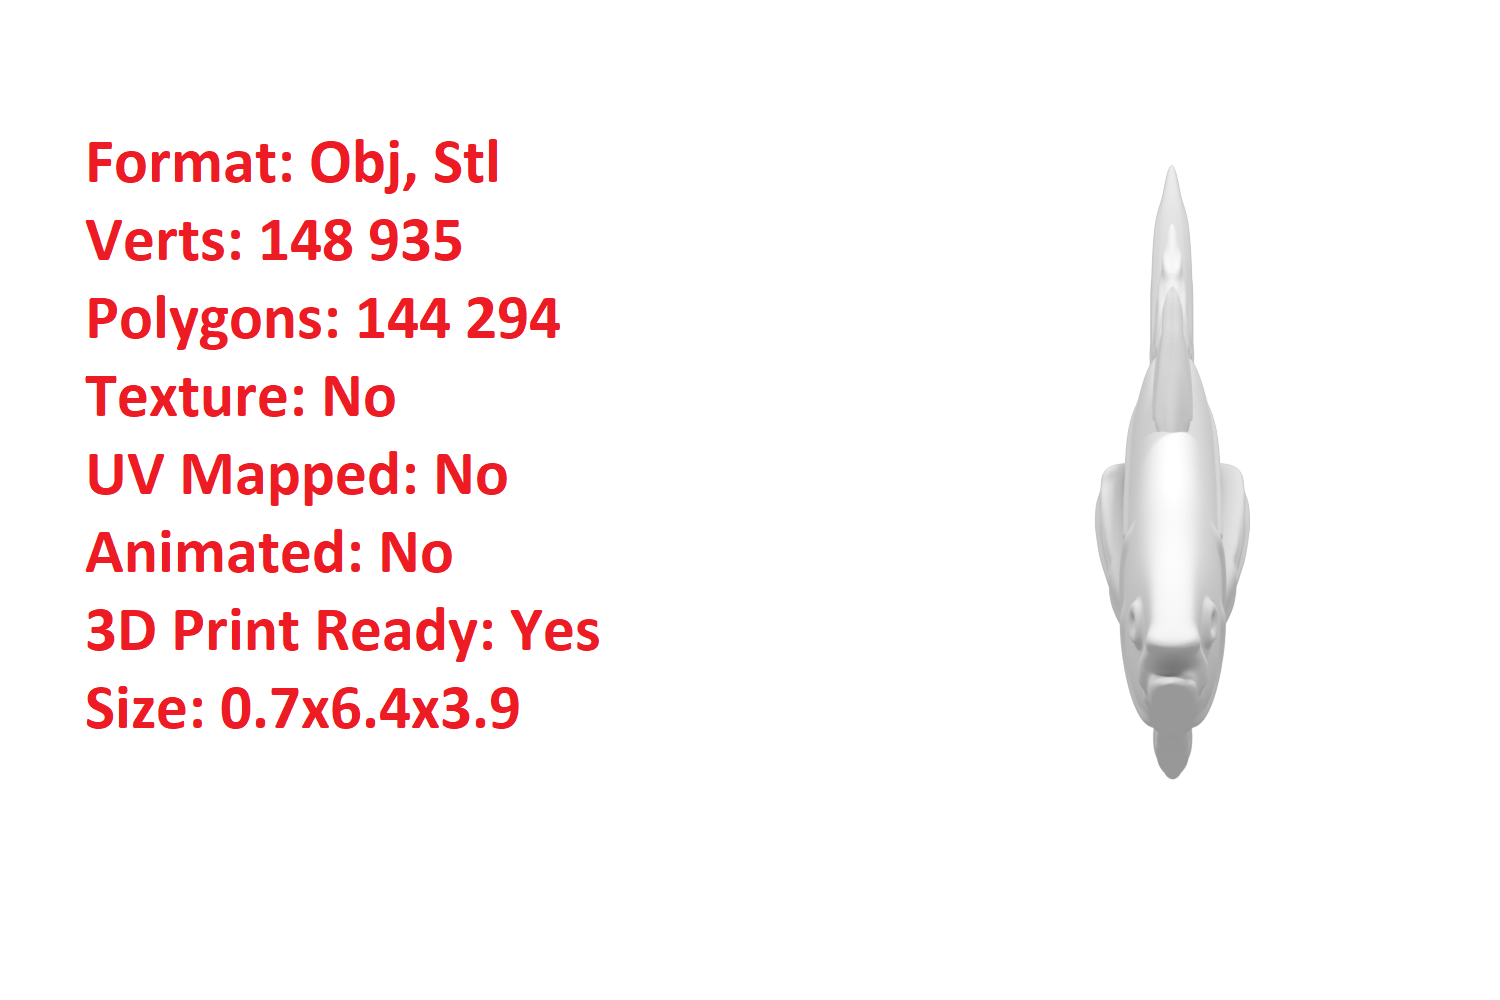 Format: Obj, Stl
Verts: 148 935
Polygons: 144 294
Texture: No
UV Mapped: No
Animated: No
3D Print Ready: Yes
Size: 0.7x6.4x3.9